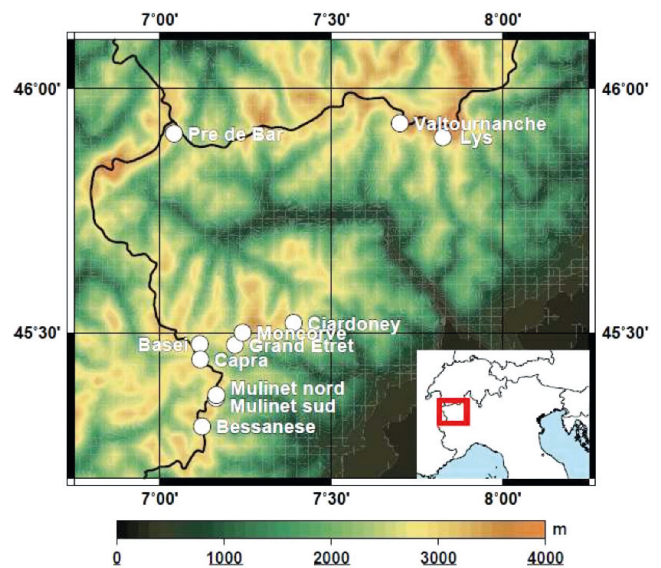 7°00' 7°30' 8°00'
46°00' 46°00'
Pre de Bar
Valtournanche
Lys
Ciardoney
45°30' 45°30'
Moncorve
Basei
Grand Etret
Capra
Mulinet nord
Mulinet sud
Bessanese
7°00' 7°30' 8°00'
m
0 1000 2000 3000 4000